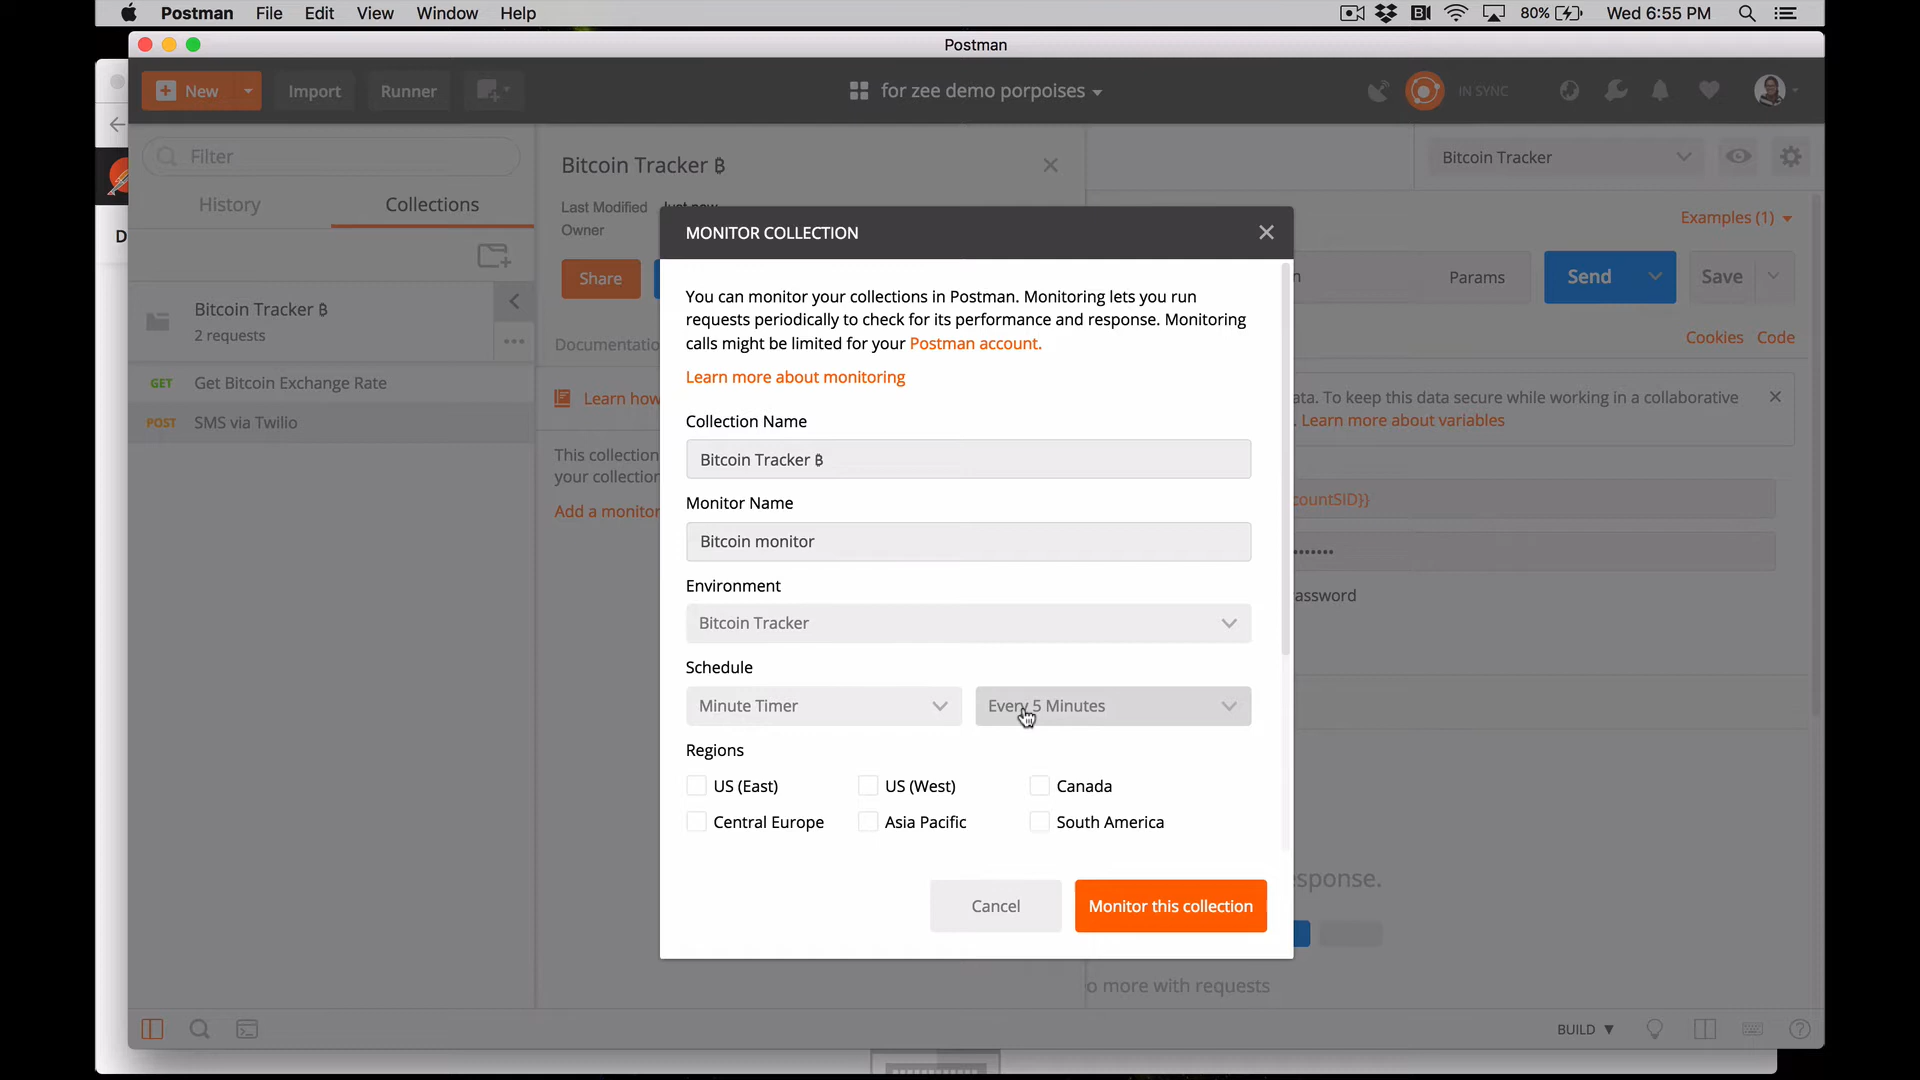 Postman File Edit View Window Help
80% Wed 6:55 PM
Postman
New Import Runner
for zee demo porpoises
IN SYNC
Filter
History Collections
Bitcoin Tracker ₿
2 requests
GET Get Bitcoin Exchange Rate
POST SMS via Twilio
D
Bitcoin Tracker ₿
Last Modified Just now
Owner
Share
Documentatio
Learn how
This collection
your collection
Add a monitor
Bitcoin Tracker
Examples (1)
n
Params
Send
Save
Cookies Code
ata. To keep this data secure while working in a collaborative
. Learn more about variables
countSID}}
assword
sponse.
o more with requests
MONITOR COLLECTION
You can monitor your collections in Postman. Monitoring lets you run
requests periodically to check for its performance and response. Monitoring
calls might be limited for your Postman account.
Learn more about monitoring
Collection Name
Bitcoin Tracker ₿
Monitor Name
Bitcoin monitor
Environment
Bitcoin Tracker
Schedule
Minute Timer Every 5 Minutes
Regions
US (East) US (West) Canada
Central Europe Asia Pacific South America
Cancel Monitor this collection
BUILD